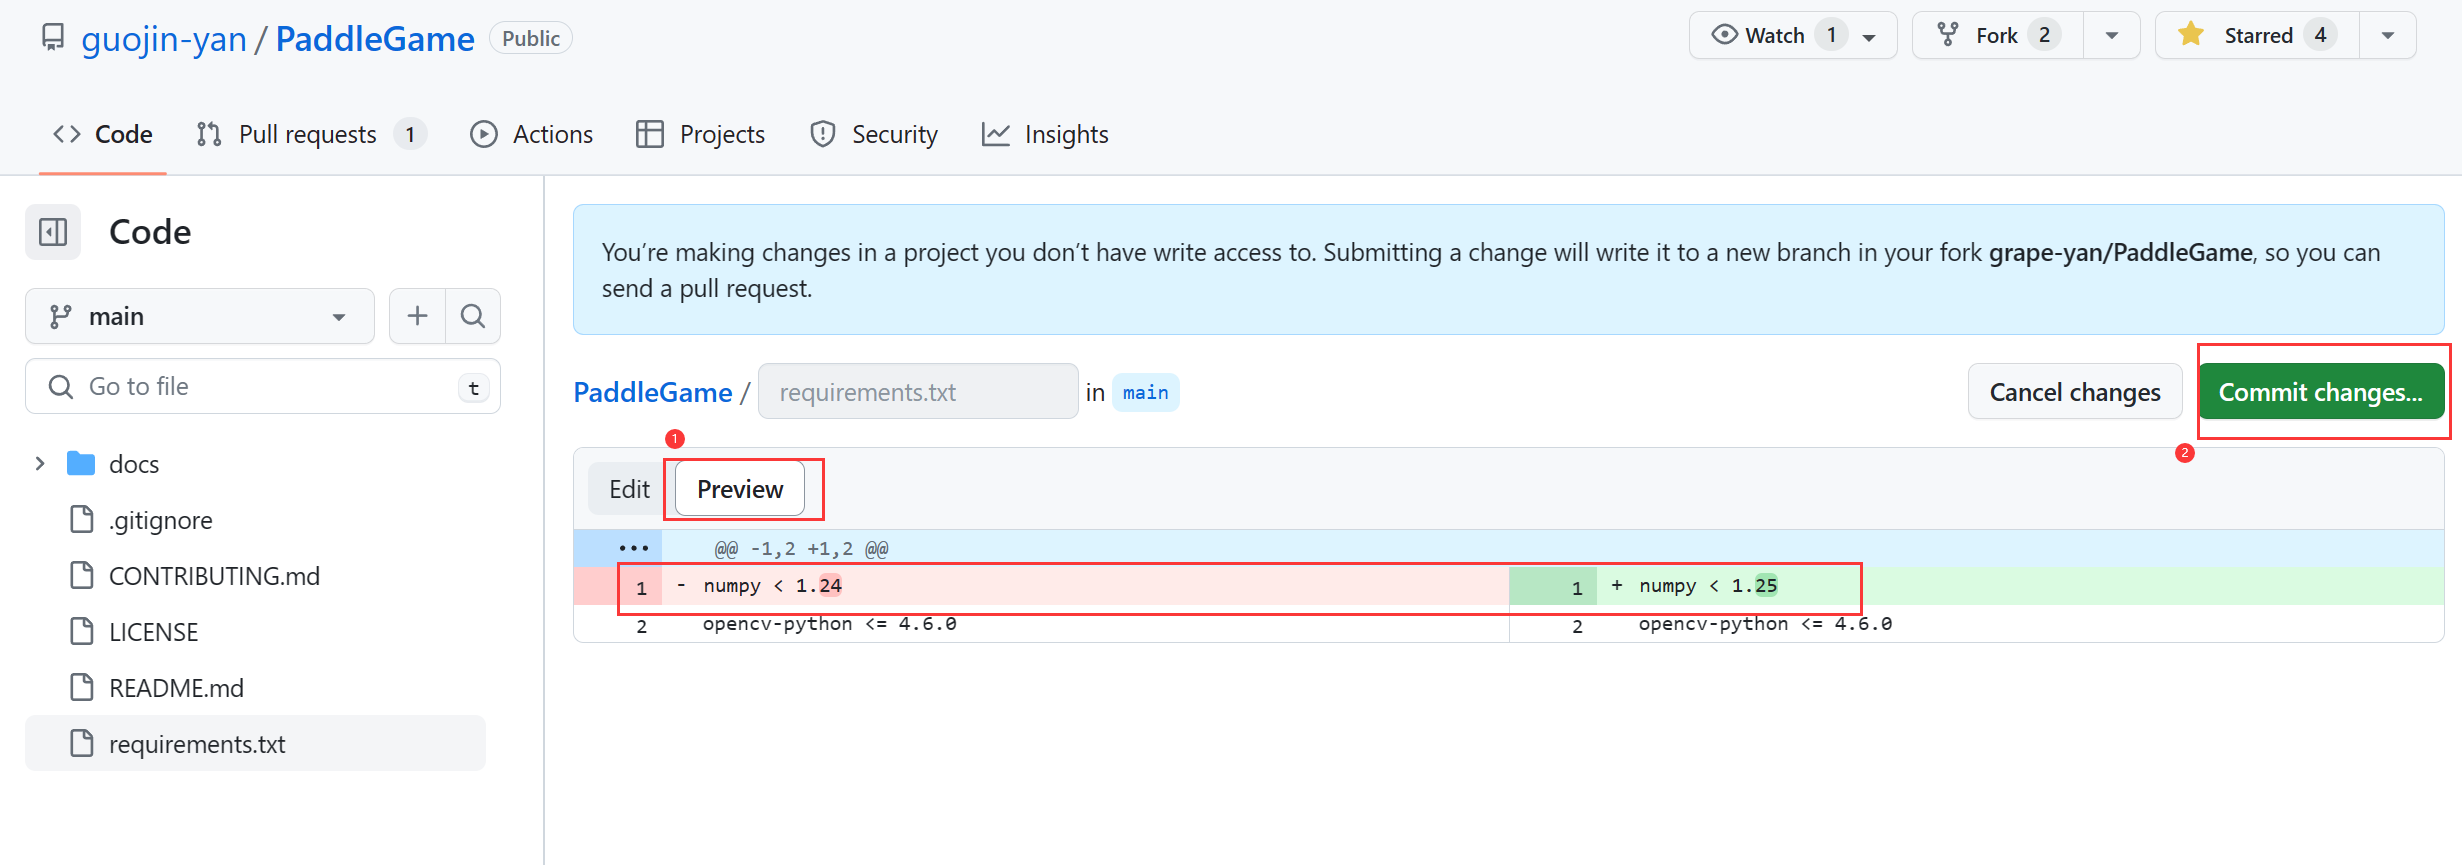 guojin-yan / PaddleGame Public
Watch 1 Fork 2 Starred 4
Code Pull requests 1 Actions Projects Security Insights
Code
main
Go to file t
docs
.gitignore
CONTRIBUTING.md
LICENSE
README.md
requirements.txt
You’re making changes in a project you don’t have write access to. Submitting a change will write it to a new branch in your fork grape-yan/PaddleGame, so you can
send a pull request.
PaddleGame / requirements.txt in main
Cancel changes Commit changes...
1
2
Edit Preview
... @@ -1,2 +1,2 @@
1 - numpy < 1.24 1 + numpy < 1.25
2 opencv-python <= 4.6.0 2 opencv-python <= 4.6.0